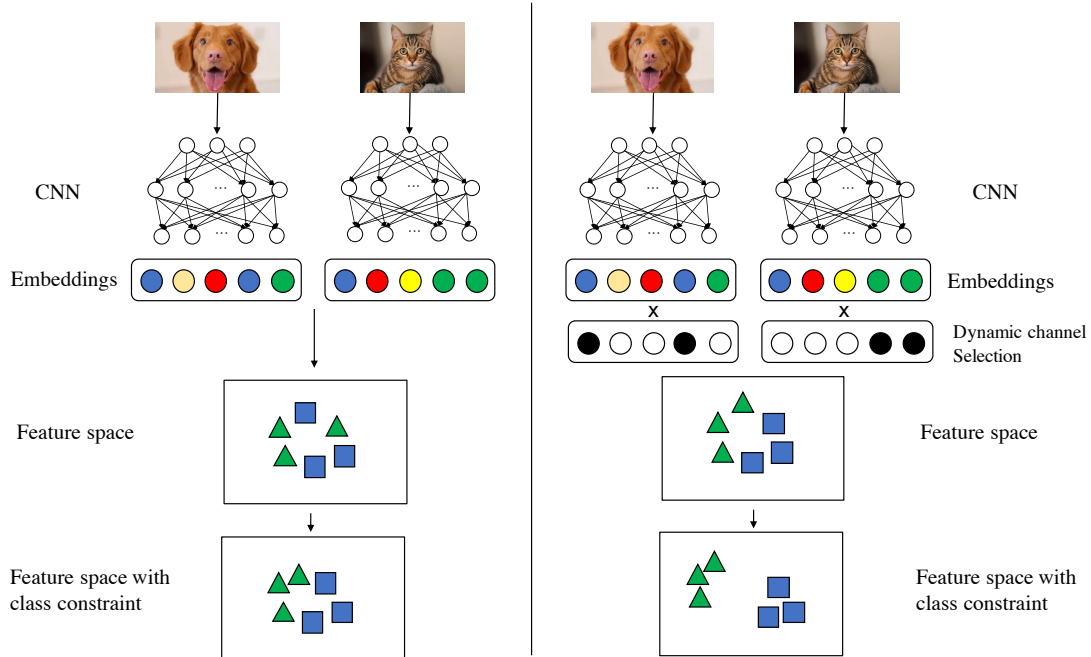 CNN
...
...
...
...
Embeddings
Feature space
Feature space with
class constraint
CNN
...
...
...
...
Embeddings
x
x
Dynamic channel
Selection
Feature space
Feature space with
class constraint